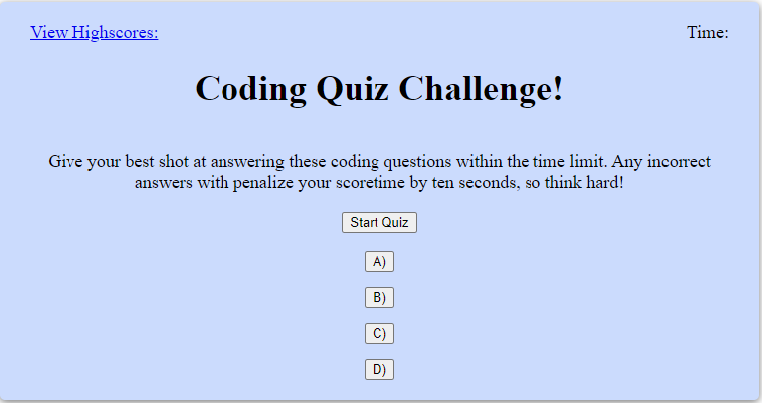 View Highscores:
Time:
Coding Quiz Challenge!
Give your best shot at answering these coding questions within the time limit. Any incorrect
answers with penalize your scoretime by ten seconds, so think hard!
Start Quiz
A)
B)
C)
D)